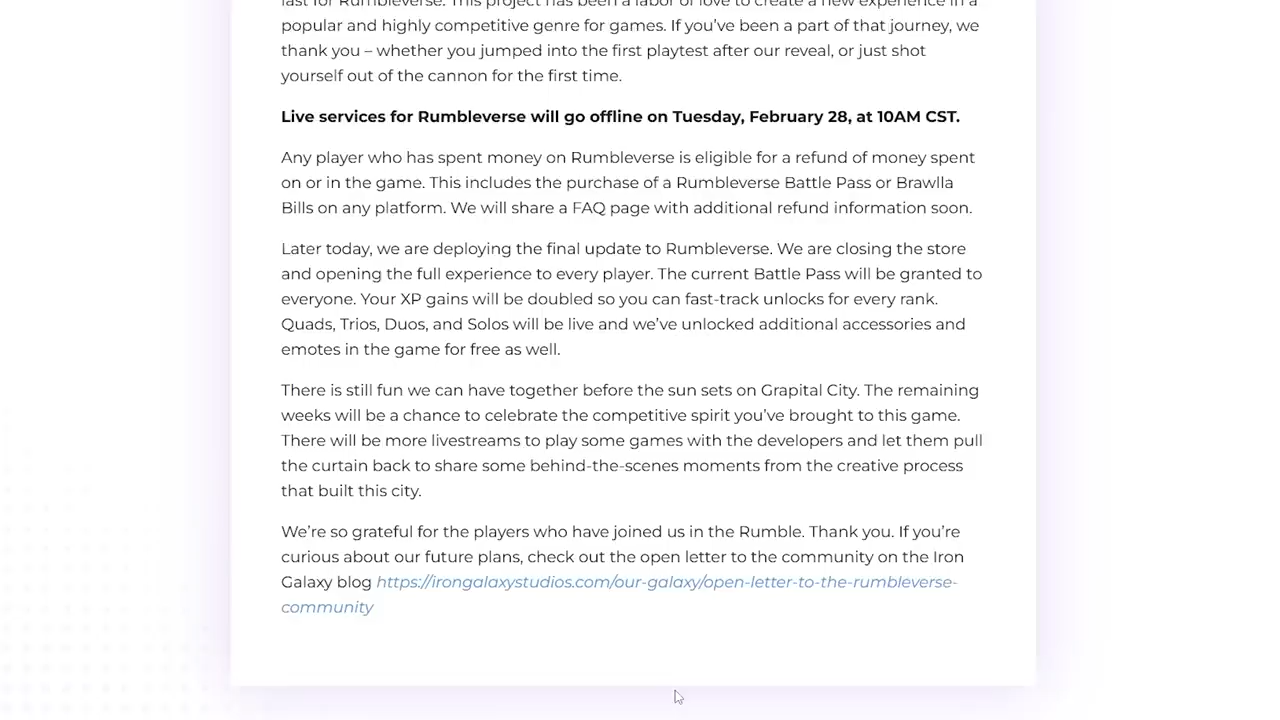 last for Rumbleverse. This project has been a labor of love to create a new experience in a
popular and highly competitive genre for games. If you’ve been a part of that journey, we
thank you – whether you jumped into the first playtest after our reveal, or just shot
yourself out of the cannon for the first time.
Live services for Rumbleverse will go offline on Tuesday, February 28, at 10AM CST.
Any player who has spent money on Rumbleverse is eligible for a refund of money spent
on or in the game. This includes the purchase of a Rumbleverse Battle Pass or Brawlla
Bills on any platform. We will share a FAQ page with additional refund information soon.
Later today, we are deploying the final update to Rumbleverse. We are closing the store
and opening the full experience to every player. The current Battle Pass will be granted to
everyone. Your XP gains will be doubled so you can fast-track unlocks for every rank.
Quads, Trios, Duos, and Solos will be live and we’ve unlocked additional accessories and
emotes in the game for free as well.
There is still fun we can have together before the sun sets on Grapital City. The remaining
weeks will be a chance to celebrate the competitive spirit you’ve brought to this game.
There will be more livestreams to play some games with the developers and let them pull
the curtain back to share some behind-the-scenes moments from the creative process
that built this city.
We’re so grateful for the players who have joined us in the Rumble. Thank you. If you’re
curious about our future plans, check out the open letter to the community on the Iron
Galaxy blog https://irongalaxystudios.com/our-galaxy/open-letter-to-the-rumbleverse-
community